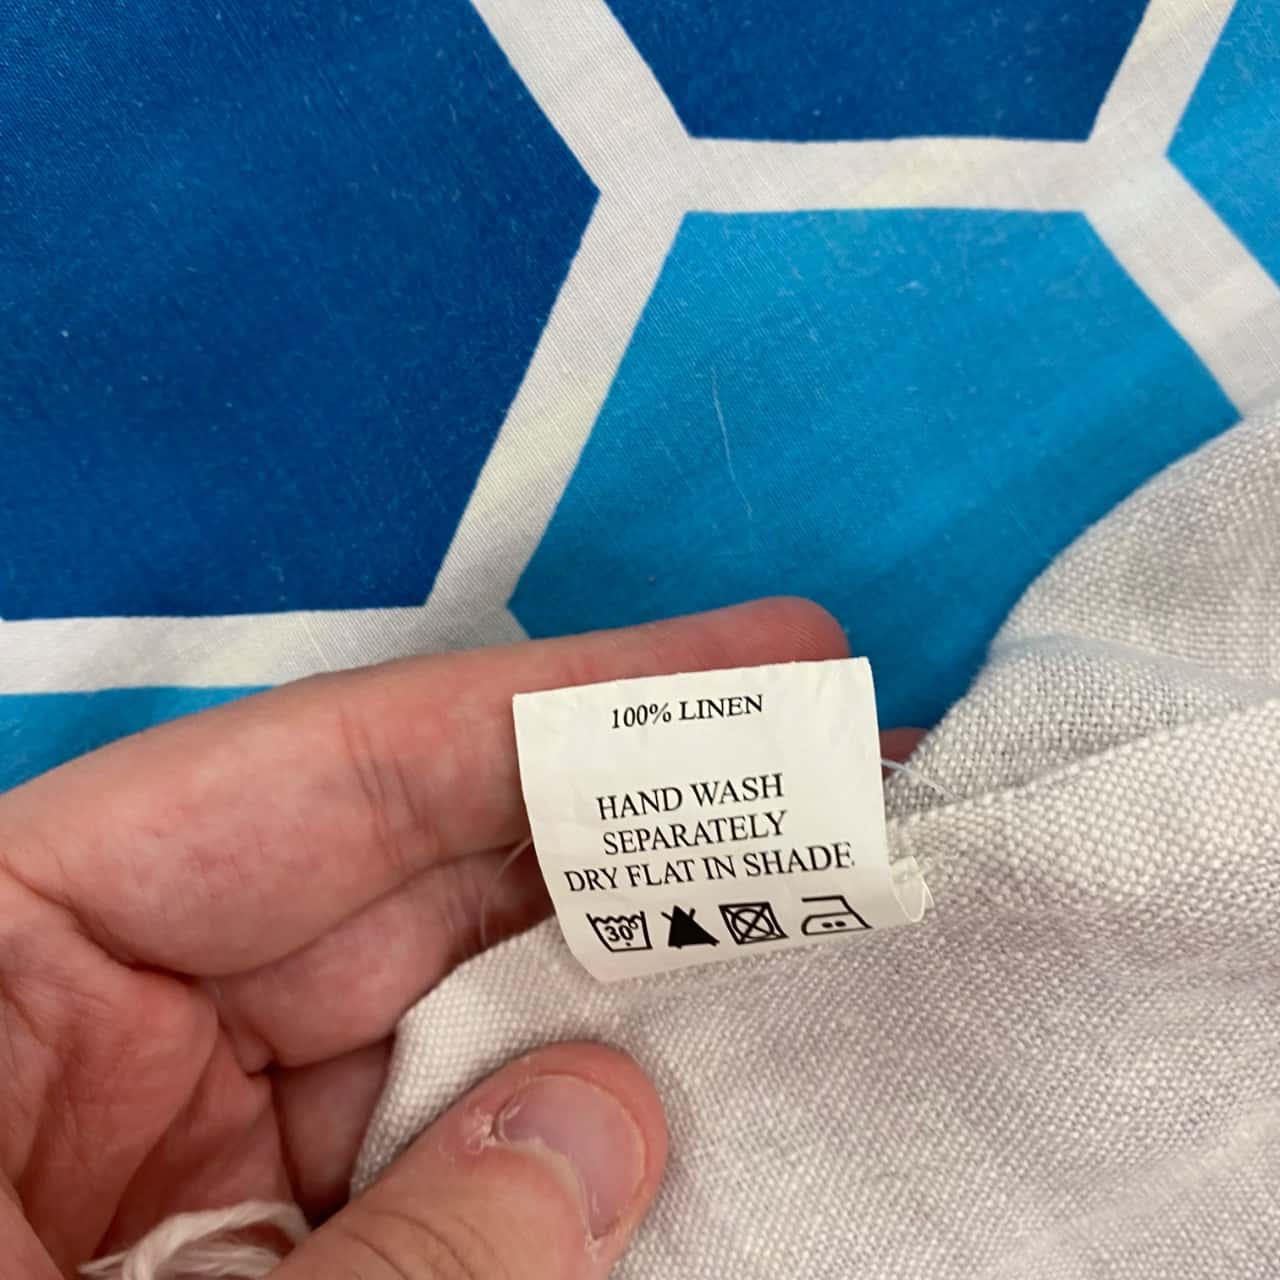 100% LINEN
HAND WASH
SEPARATELY
DRY FLAT IN SHADE
30°